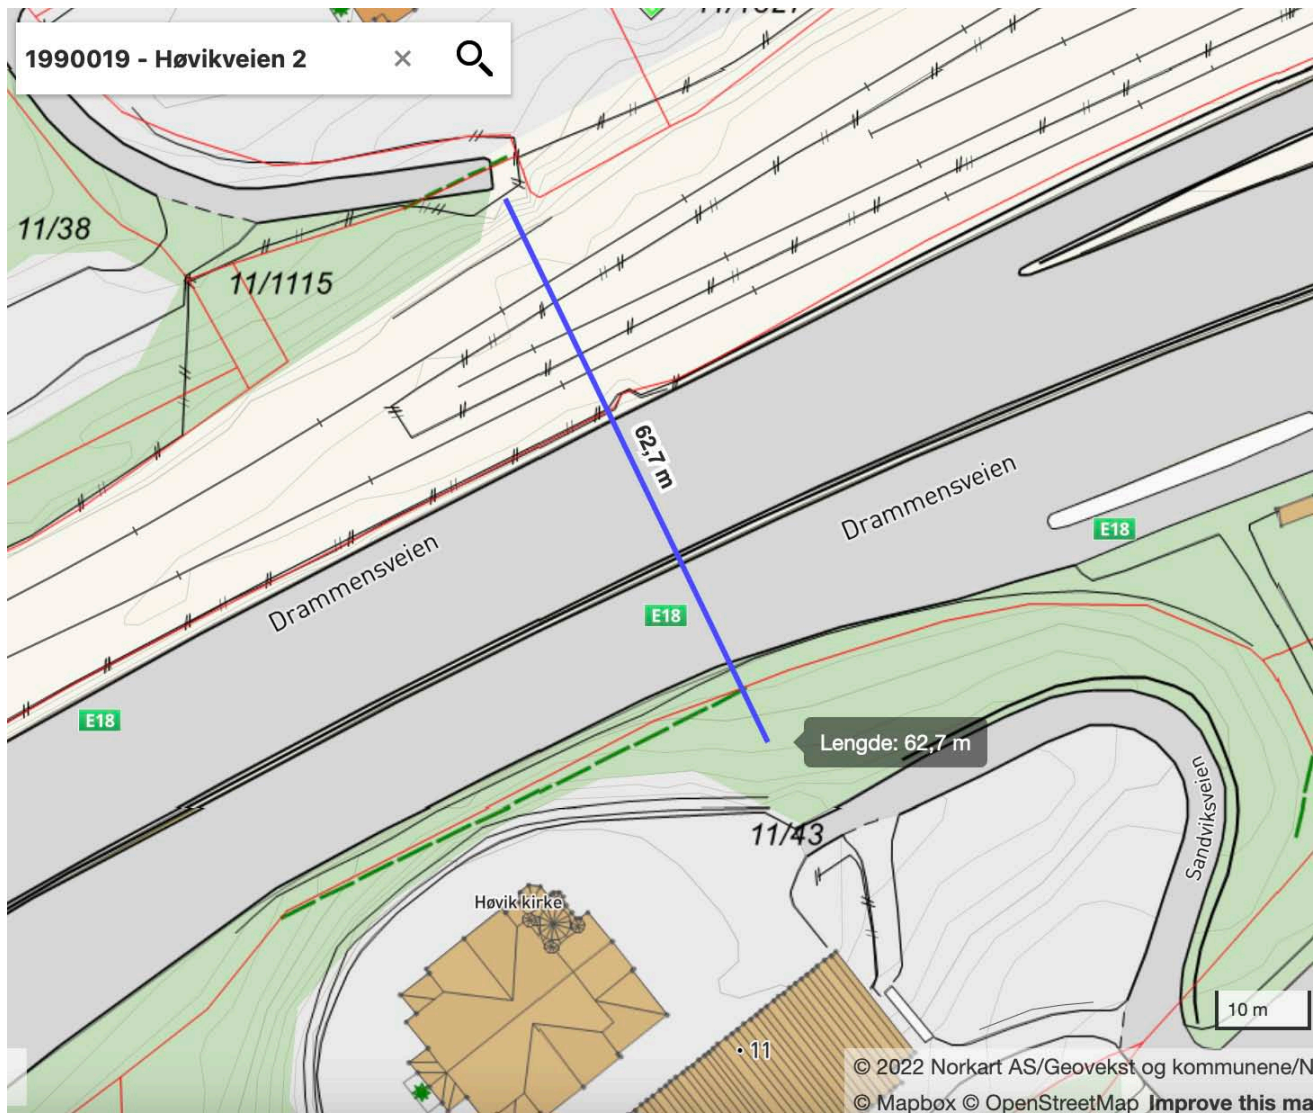 1990019 - Høvikveien 2
×
11/38
11/1115
62,7 m
Drammensveien
Drammensveien
E18
E18
E18
Lengde: 62,7 m
11/43
Sandviksveien
Høvik kirke
10 m
11
© 2022 Norkart AS/Geovekst og kommunene/N
© Mapbox © OpenStreetMap Improve this ma